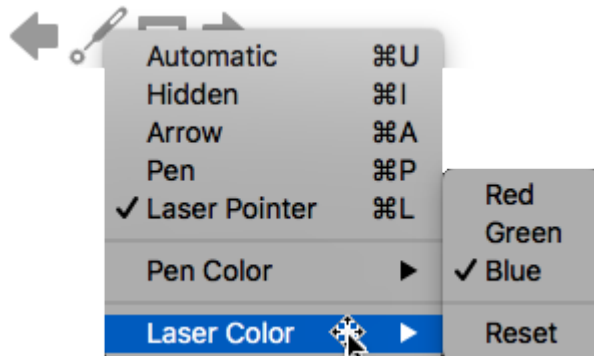 Automatic ⌘U
Hidden ⌘I
Arrow ⌘A
Pen ⌘P
✓ Laser Pointer ⌘L
Pen Color ▶
Laser Color ▶
Red
Green
✓ Blue
Reset